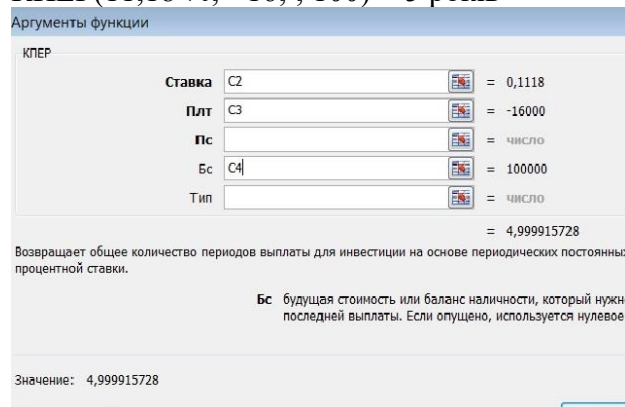 Аргументы функции
КПЕР
Ставка C2 = 0,1118
Плт C3 = -16000
Пс = число
Бс C4 = 100000
Тип = число
= 4,999915728
Возвращает общее количество периодов выплаты для инвестиции на основе периодических постоянных
процентной ставки.
Бс будущая стоимость или баланс наличности, который нужн
последней выплаты. Если опущено, используется нулевое
Значение: 4,999915728